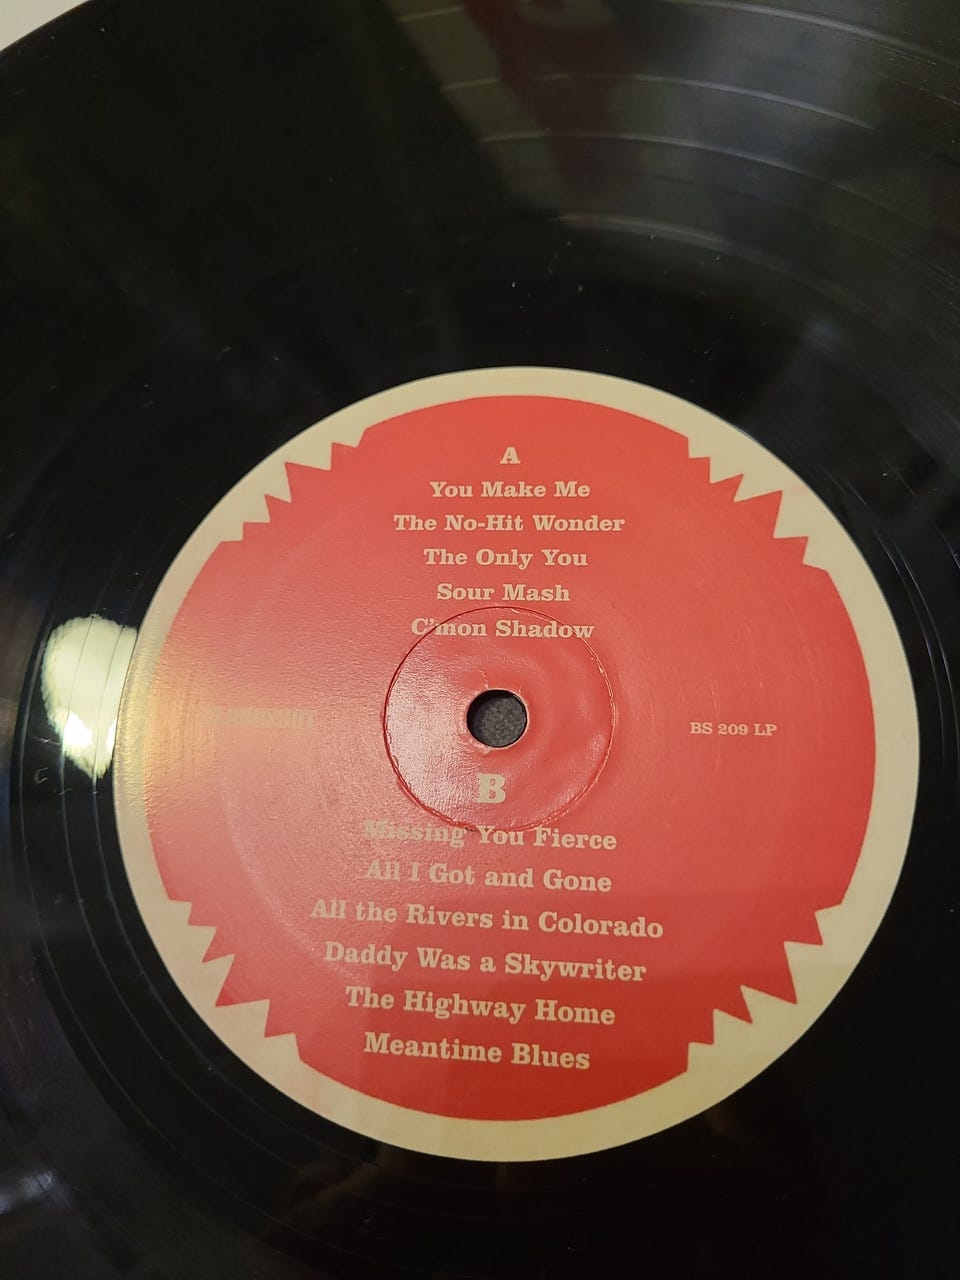 A
You Make Me
The No-Hit Wonder
The Only You
Sour Mash
C'mon Shadow
BS 209 LP
B
Missing You Fierce
All I Got and Gone
All the Rivers in Colorado
Daddy Was a Skywriter
The Highway Home
Meantime Blues